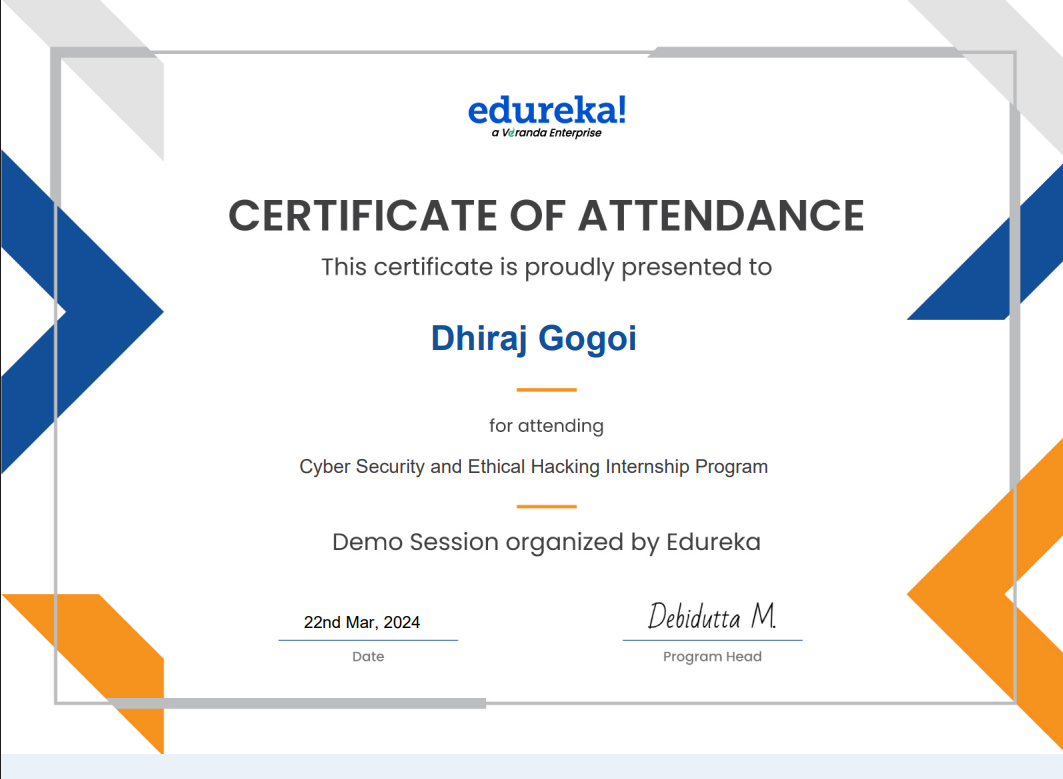 edureka!
a Veranda Enterprise
CERTIFICATE OF ATTENDANCE
This certificate is proudly presented to
Dhiraj Gogoi
for attending
Cyber Security and Ethical Hacking Internship Program
Demo Session organized by Edureka
22nd Mar, 2024
Date
Debidutta M.
Program Head